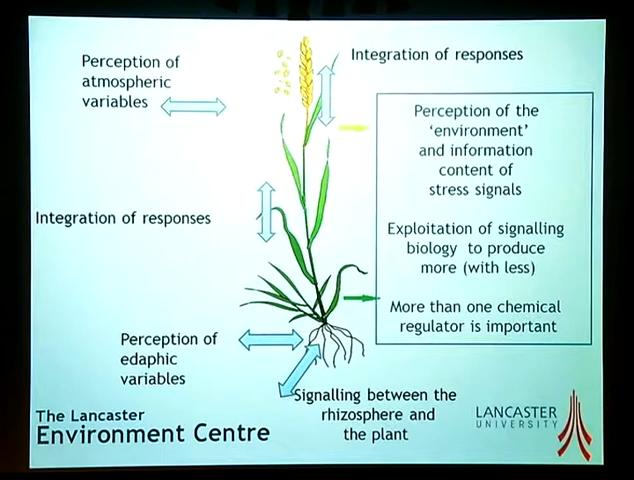 Perception of
atmospheric
variables
Integration of responses
Perception of the
‘environment’
and information
content of
stress signals
Exploitation of signalling
biology to produce
more (with less)
More than one chemical
regulator is important
Integration of responses
Perception of
edaphic
variables
Signalling between the
rhizosphere and
the plant
The Lancaster
Environment Centre
LANCASTER
UNIVERSITY